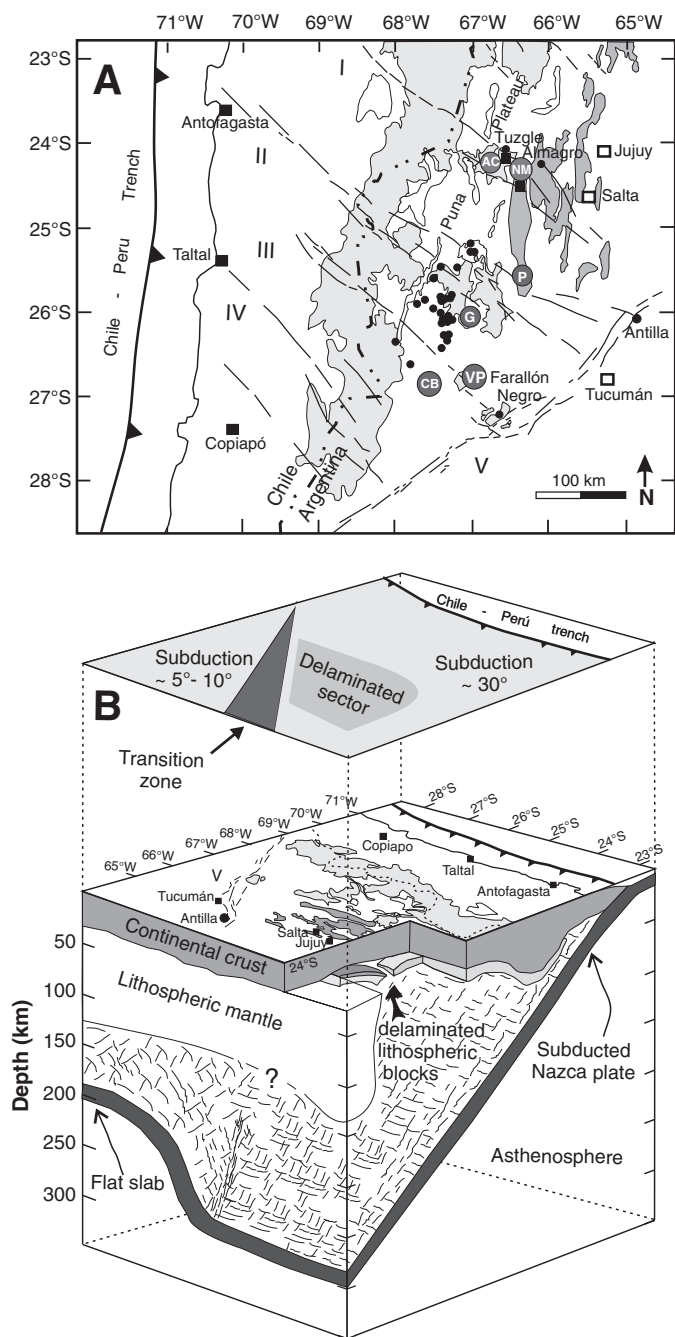 71°W 70°W 69°W 68°W 67°W 66°W 65°W
23°S
24°S
25°S
26°S
27°S
28°S
A
I
II
III
IV
V
Chile - Peru Trench
Antofagasta
Taltal
Copiapó
Chile
Argentina
Puna
Plateau
Tuzgle
Almagro
AC
NM
Jujuy
Salta
P
G
Antilla
CB
VP
Farallón
Negro
Tucumán
100 km
N
B
Chile - Perú trench
Subduction
~ 5°- 10°
Delaminated
sector
Subduction
~ 30°
Transition
zone
65°W 66°W 67°W 68°W 69°W 70°W 71°W
28°S 27°S 26°S 25°S 24°S 23°S
Copiapo
Taltal
Antofagasta
V
Tucumán
Antilla
Salta
Jujuy
24°S
Continental crust
Lithospheric mantle
delaminated
lithospheric
blocks
Subducted
Nazca plate
?
Asthenosphere
Flat slab
Depth (km)
50
100
150
200
250
300